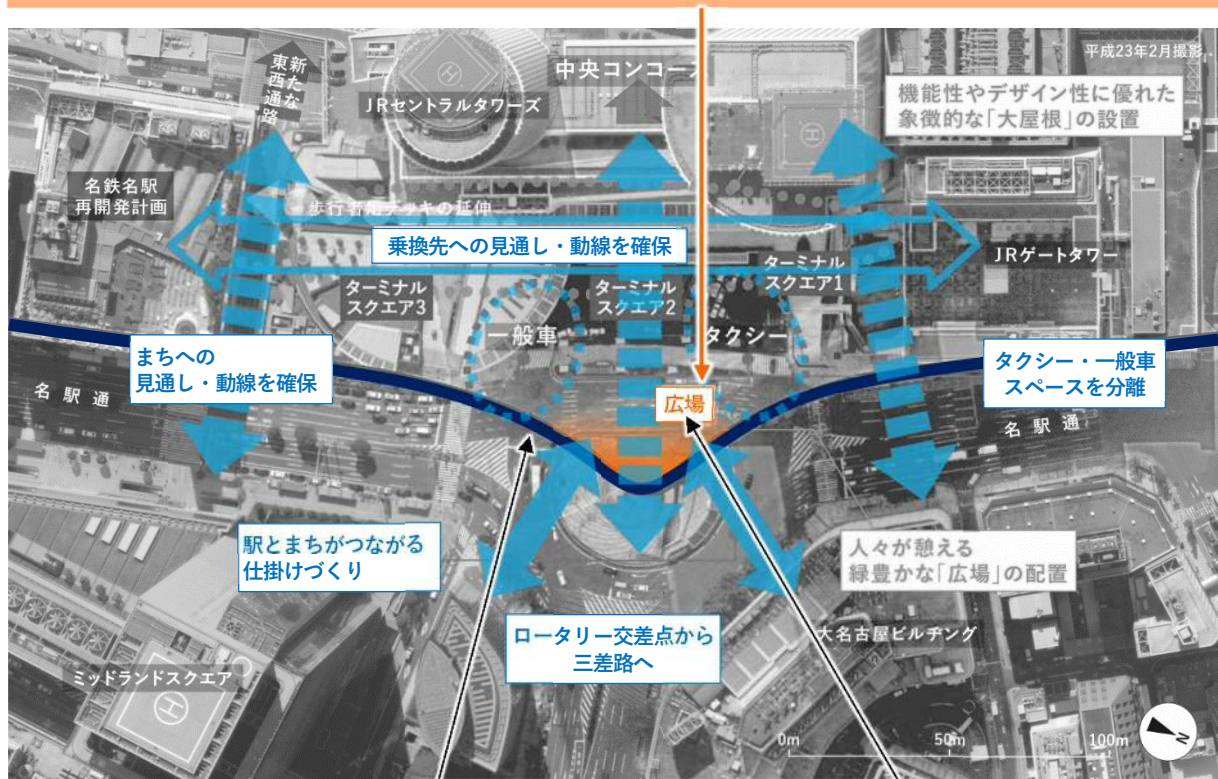 平成23年2月撮影
新たな
東西通路
中央コンコース
JRセントラルタワーズ
機能性やデザイン性に優れた
象徴的な「大屋根」の設置
名鉄名駅
再開発計画
歩行者用デッキの延伸
乗換先への見通し・動線を確保
JRゲートタワー
ターミナル
スクエア3
ターミナル
スクエア2
ターミナル
スクエア1
一般車
タクシー
まちへの
見通し・動線を確保
タクシー・一般車
スペースを分離
名駅通
広場
名駅通
駅とまちがつながる
仕掛けづくり
人々が憩える
緑豊かな「広場」の配置
ロータリー交差点から
三差路へ
大名古屋ビルヂング
ミッドランドスクエア
0m
50m
100m
N